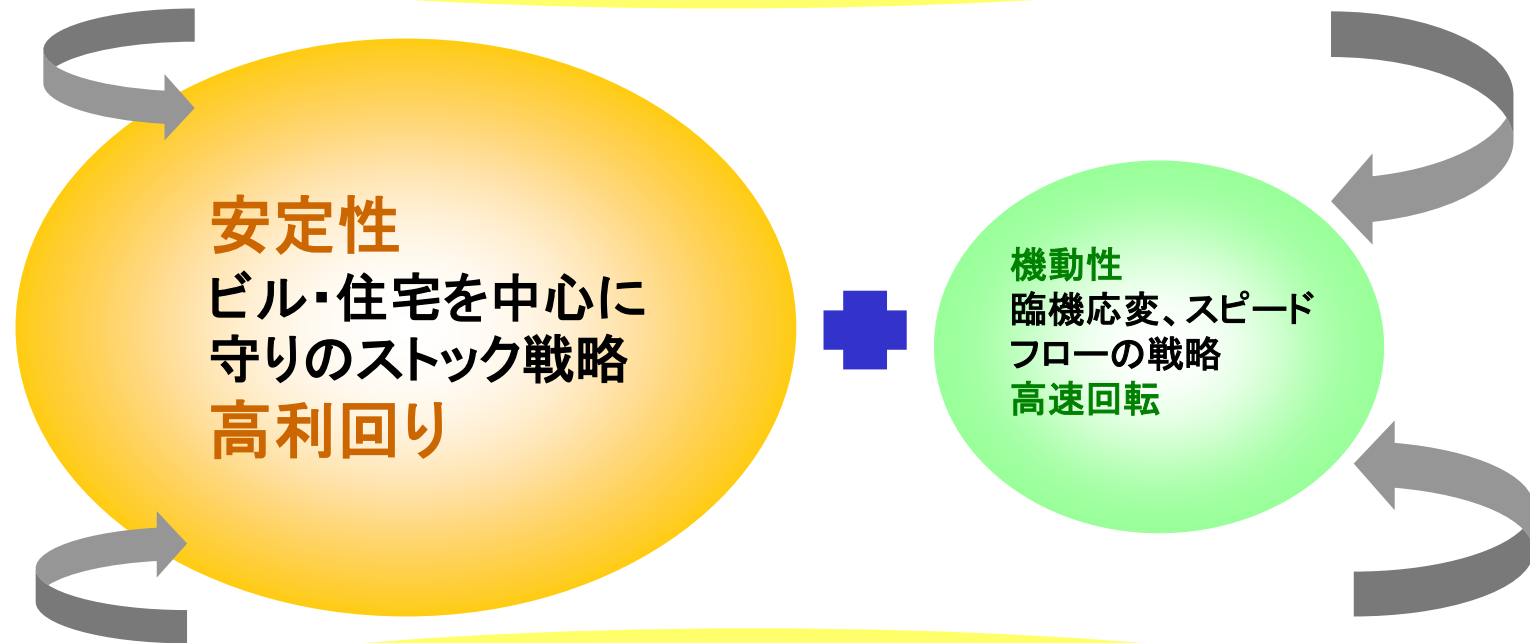 安定性
ビル・住宅を中心に
守りのストック戦略
高利回り
機動性
臨機応変、スピード
フローの戦略
高速回転